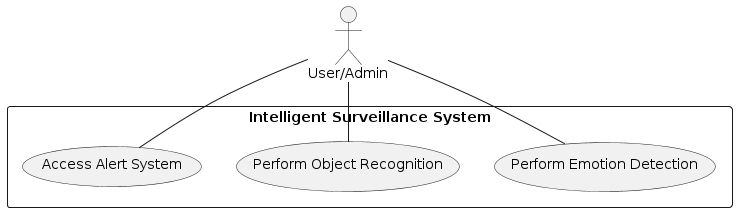 User/Admin
Intelligent Surveillance System
Access Alert System
Perform Object Recognition
Perform Emotion Detection